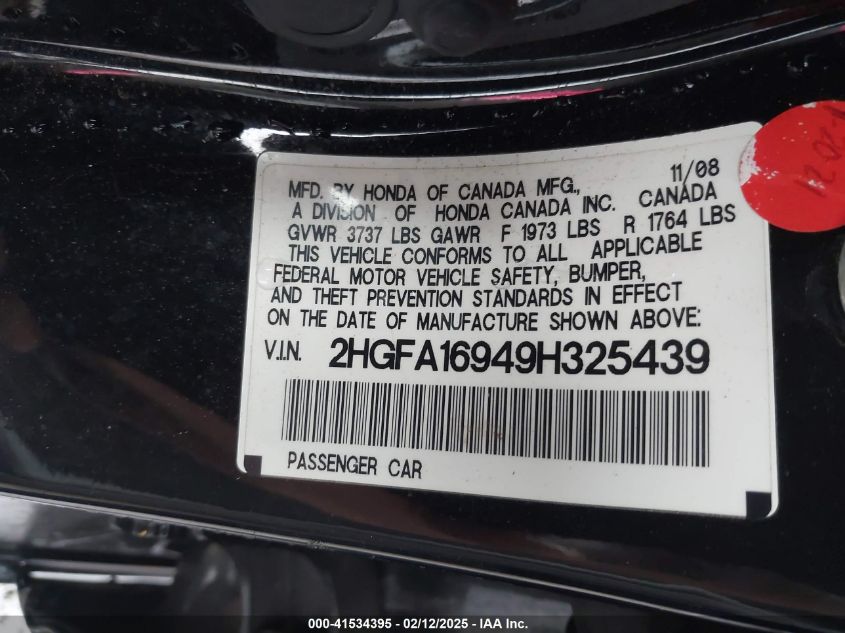 11/08
MFD. BY HONDA OF CANADA MFG.,
A DIVISION OF HONDA CANADA INC. CANADA
GVWR 3737 LBS GAWR F 1973 LBS R 1764 LBS
THIS VEHICLE CONFORMS TO ALL APPLICABLE
FEDERAL MOTOR VEHICLE SAFETY, BUMPER,
AND THEFT PREVENTION STANDARDS IN EFFECT
ON THE DATE OF MANUFACTURE SHOWN ABOVE:
V.I.N. 2HGFA16949H325439
PASSENGER CAR
000-41534395 - 02/12/2025 - IAA Inc.